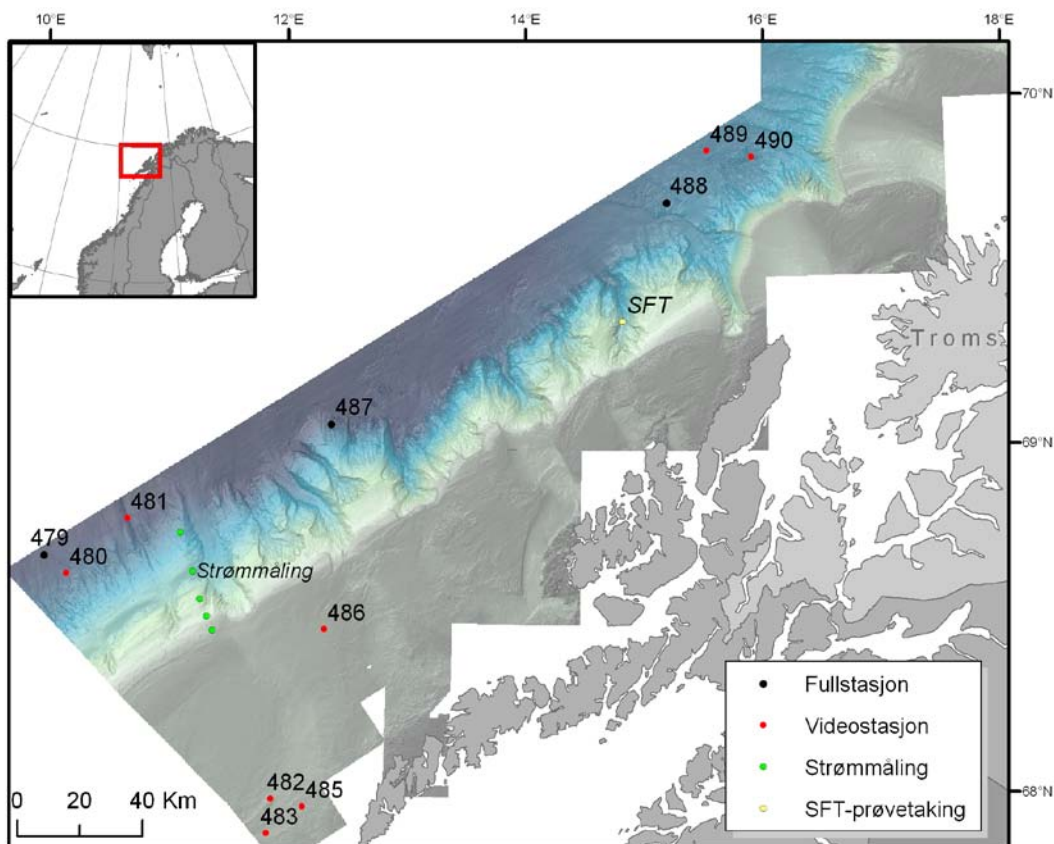 10°E 12°E 14°E 16°E 18°E
70°N
489
490
488
SFT
Troms
487
69°N
481
479
480
Strømmaling
486
Fullstasjon
Videostasjon
Strømmåling
SFT-prøvetaking
482
485
483
68°N
0 20 40 Km